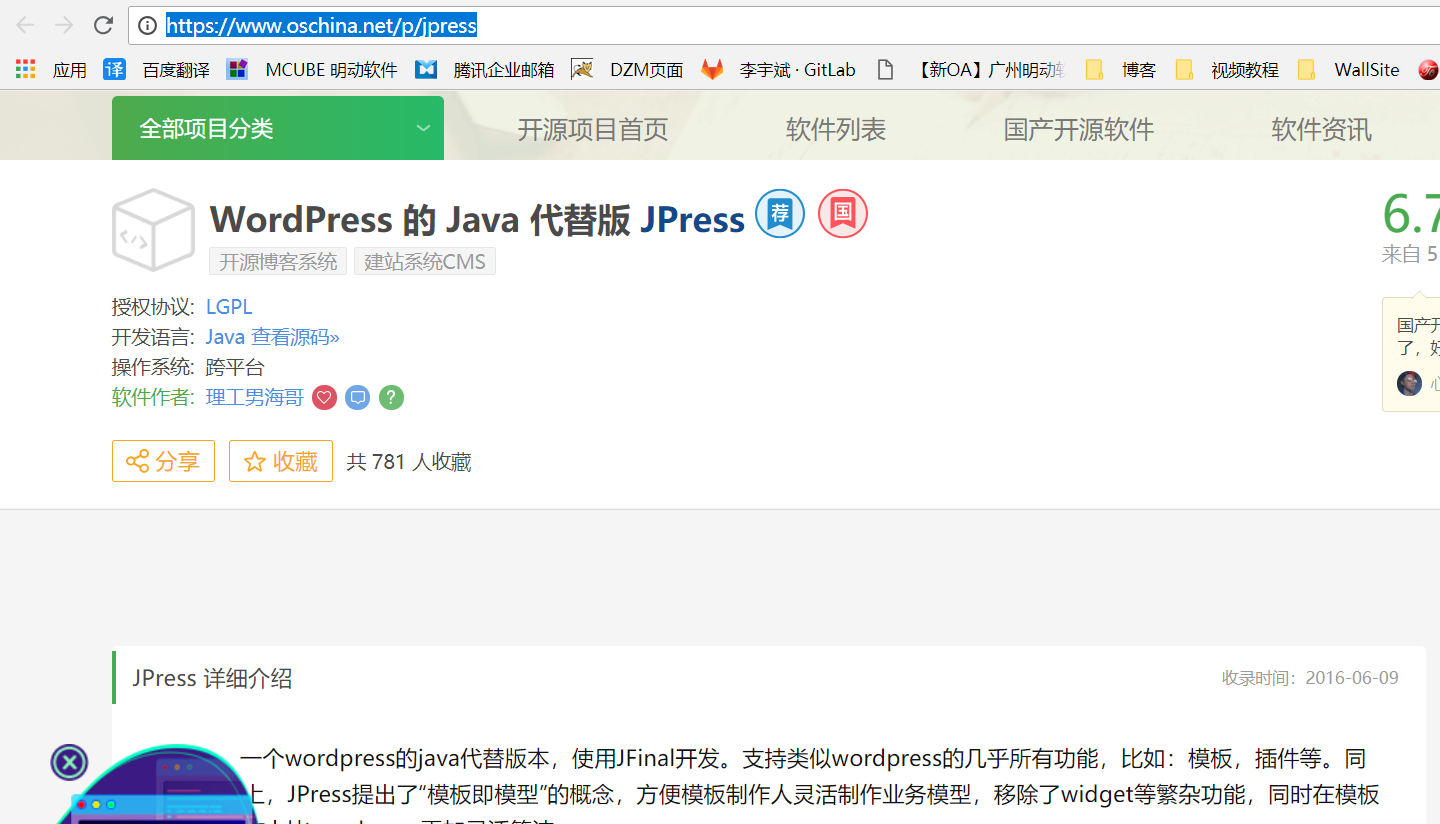 https://www.oschina.net/p/jpress
应用 译 百度翻译 MCUBE 明动软件 腾讯企业邮箱 DZM页面 李宇斌 · GitLab 【新OA】广州明动 博客 视频教程 WallSite
全部项目分类 开源项目首页 软件列表 国产开源软件 软件资讯
WordPress 的 Java 代替版 JPress 荐 国
6.7
开源博客系统 建站系统CMS
来自 5
授权协议: LGPL
开发语言: Java 查看源码»
操作系统: 跨平台
软件作者: 理工男海哥 ?
国产开
了，好
心
分享 收藏 共 781 人收藏
JPress 详细介绍 收录时间：2016-06-09
一个wordpress的java代替版本，使用JFinal开发。支持类似wordpress的几乎所有功能，比如：模板，插件等。同
上，JPress提出了“模板即模型”的概念，方便模板制作人灵活制作业务模型，移除了widget等繁杂功能，同时在模板